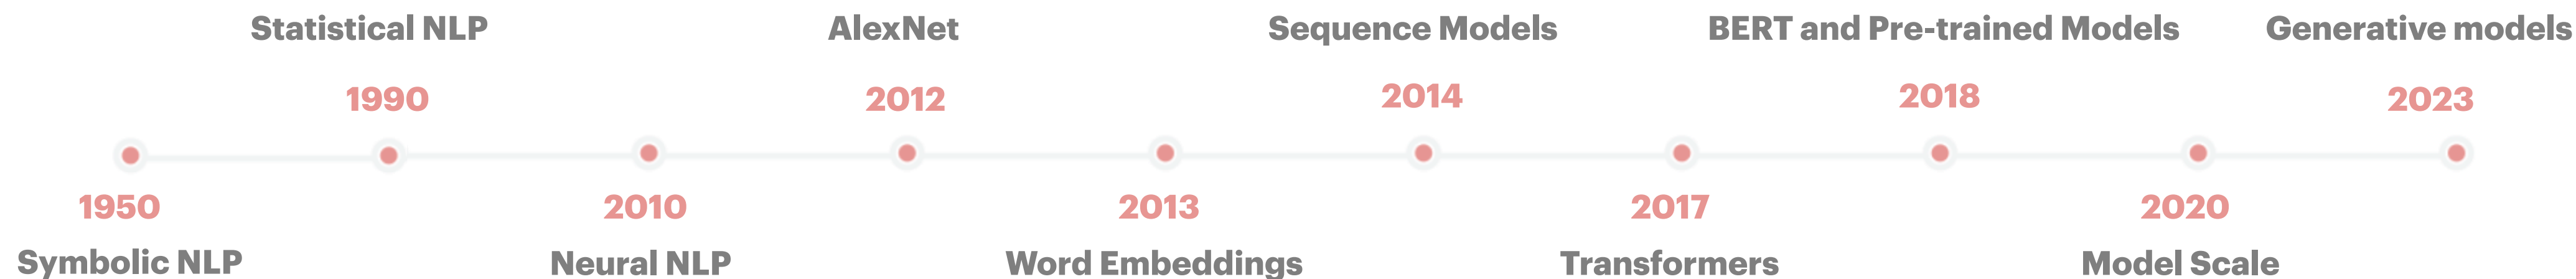 Statistical NLP
AlexNet
Sequence Models
BERT and Pre-trained Models
Generative models
1990
2012
2014
2018
2023
1950
2010
2013
2017
2020
Symbolic NLP
Neural NLP
Word Embeddings
Transformers
Model Scale